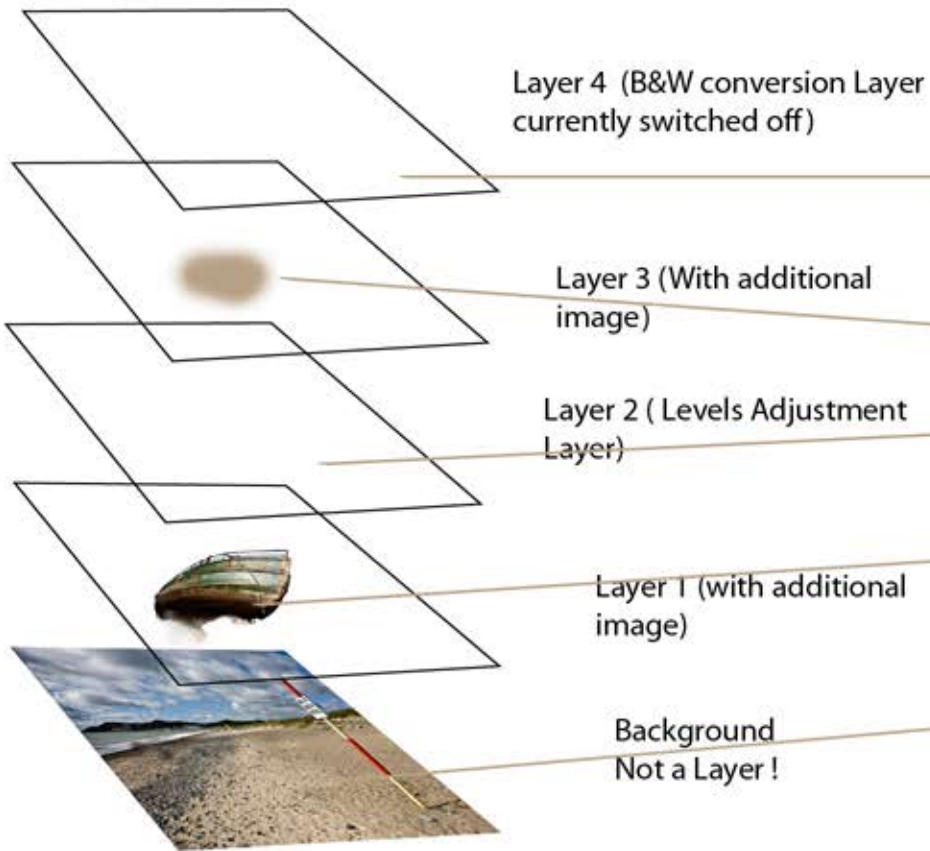 Layer 4 (B&W conversion Layer
currently switched off)
Layer 3 (With additional
image)
Layer 2 ( Levels Adjustment
Layer)
Layer 1 (with additional
image)
Background
Not a Layer !